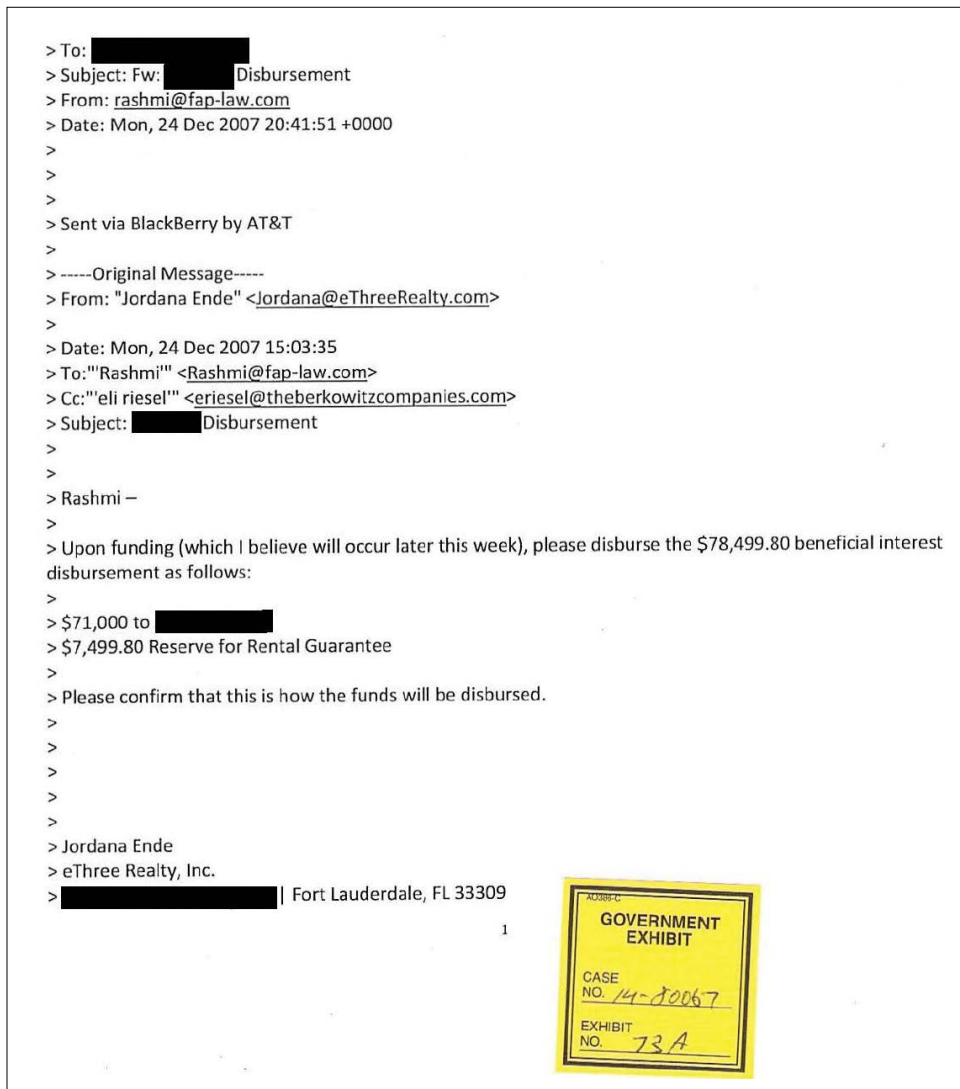 > To:
> Subject: Fw: Disbursement
> From: rashmi@fap-law.com
> Date: Mon, 24 Dec 2007 20:41:51 +0000
>
>
>
> Sent via BlackBerry by AT&T
>
> -----Original Message-----
> From: "Jordana Ende" <Jordana@eThreeRealty.com>
>
> Date: Mon, 24 Dec 2007 15:03:35
> To:"'Rashmi'" <Rashmi@fap-law.com>
> Cc:"'eli riesel'" <eriesel@theberkowitzcompanies.com>
> Subject: Disbursement
>
>
> Rashmi –
>
> Upon funding (which I believe will occur later this week), please disburse the $78,499.80 beneficial interest
disbursement as follows:
>
> $71,000 to
> $7,499.80 Reserve for Rental Guarantee
>
> Please confirm that this is how the funds will be disbursed.
>
>
>
>
>
> Jordana Ende
> eThree Realty, Inc.
> | Fort Lauderdale, FL 33309
1
GOVERNMENT
EXHIBIT
CASE
NO. 14-80067
EXHIBIT
NO. 73A